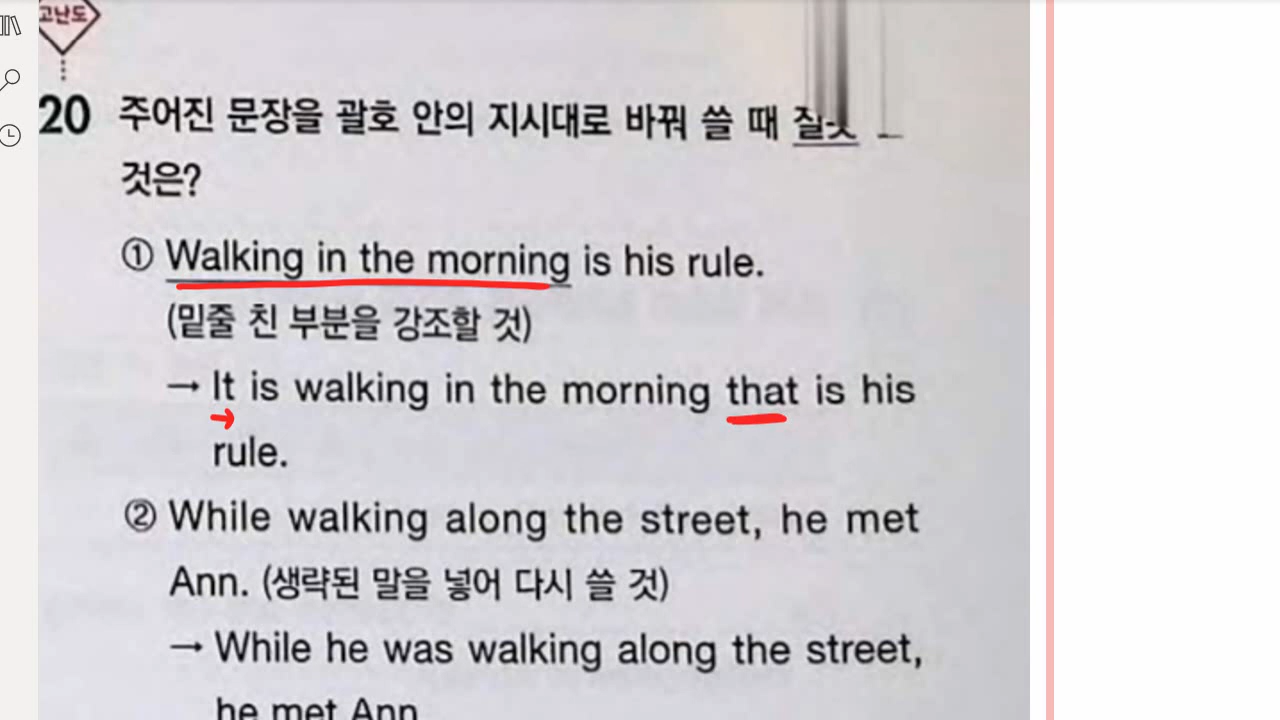 고난도
20 주어진 문장을 괄호 안의 지시대로 바꿔 쓸 때
것은?
① Walking in the morning is his rule.
(밑줄 친 부분을 강조할 것)
→ It is walking in the morning that is his
rule.
② While walking along the street, he met
Ann. (생략된 말을 넣어 다시 쓸 것)
→ While he was walking along the street,
he met Ann